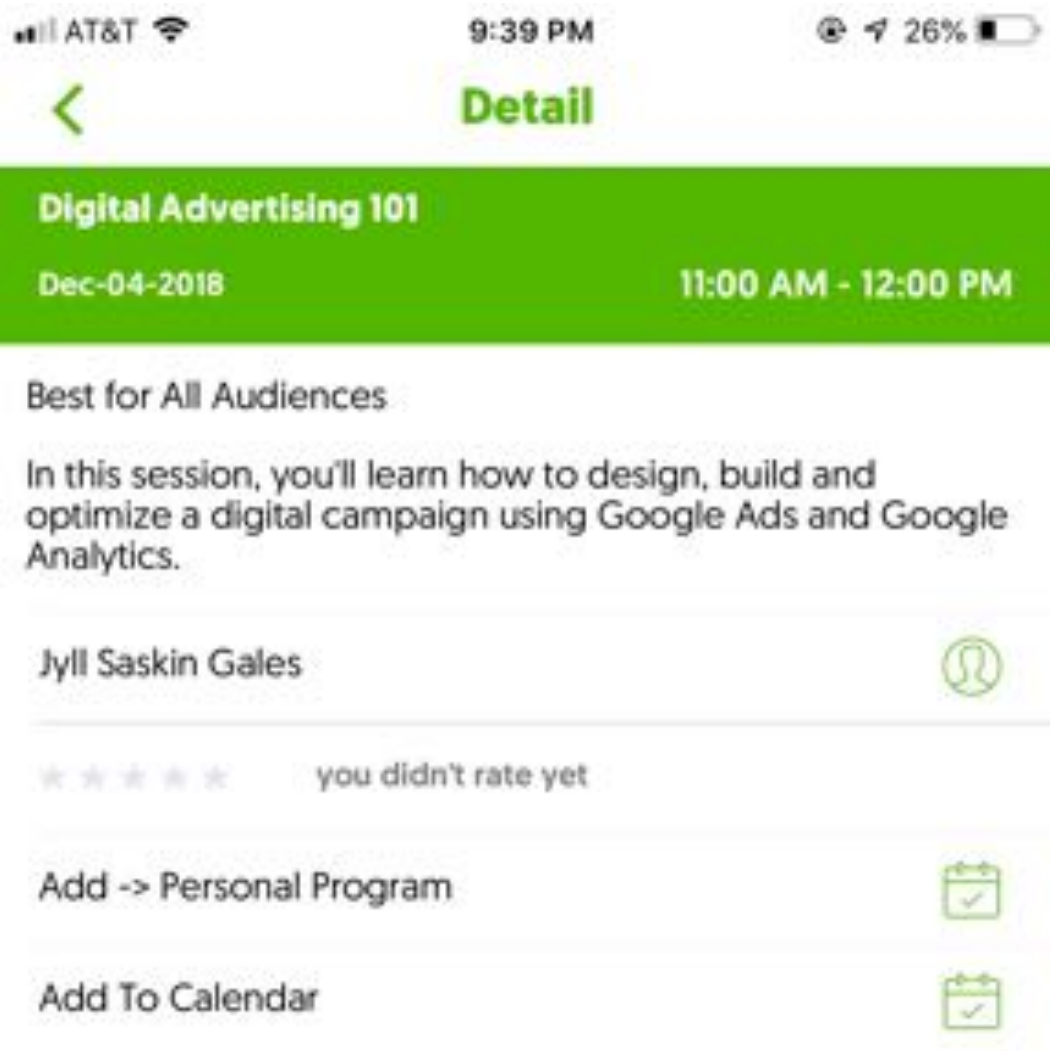 AT&T 9:39 PM 26%
Detail
Digital Advertising 101
Dec-04-2018 11:00 AM - 12:00 PM
Best for All Audiences
In this session, you'll learn how to design, build and
optimize a digital campaign using Google Ads and Google
Analytics.
Jyll Saskin Gales
you didn't rate yet
Add -> Personal Program
Add To Calendar